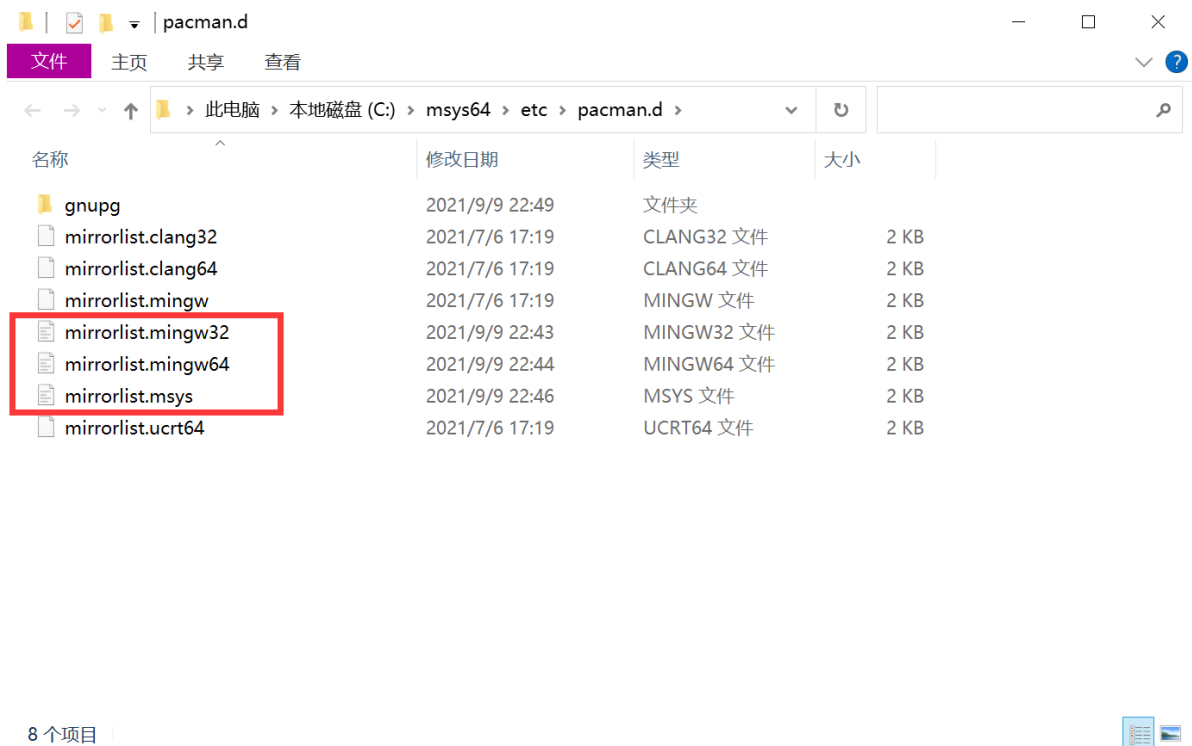 pacman.d
文件 主页 共享 查看
此电脑 本地磁盘 (C:) msys64 etc pacman.d
名称 修改日期 类型 大小
gnupg 2021/9/9 22:49 文件夹
mirrorlist.clang32 2021/7/6 17:19 CLANG32 文件 2 KB
mirrorlist.clang64 2021/7/6 17:19 CLANG64 文件 2 KB
mirrorlist.mingw 2021/7/6 17:19 MINGW 文件 2 KB
mirrorlist.mingw32 2021/9/9 22:43 MINGW32 文件 2 KB
mirrorlist.mingw64 2021/9/9 22:44 MINGW64 文件 2 KB
mirrorlist.msys 2021/9/9 22:46 MSYS 文件 2 KB
mirrorlist.ucrt64 2021/7/6 17:19 UCRT64 文件 2 KB
8 个项目